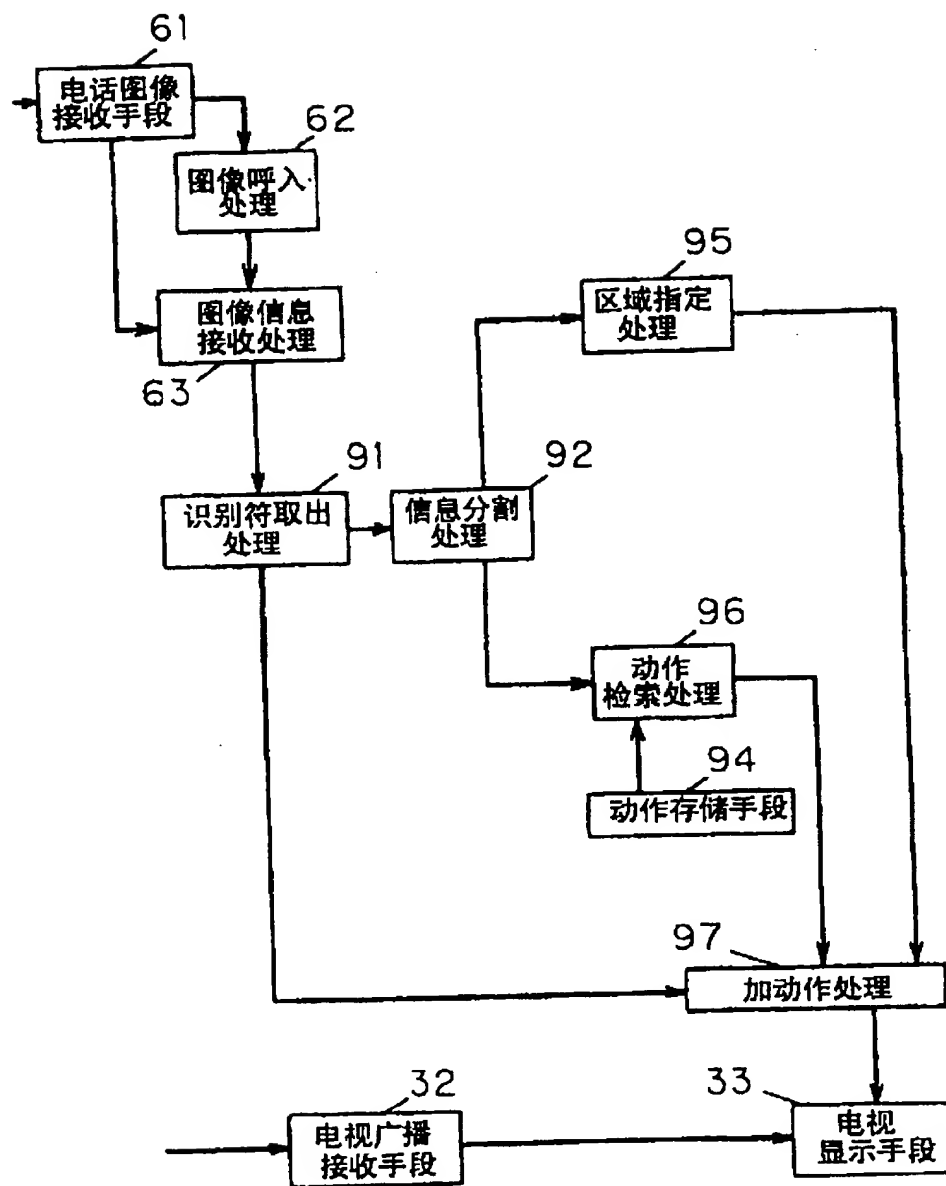 61
电话图像
接收手段
62
图像呼入
处理
图像信息
接收处理
63
95
区域指定
处理
91
识别符取出
处理
92
信息分割
处理
96
动作
检索处理
94
动作存储手段
97
加动作处理
32
电视广播
接收手段
33
电视
显示手段